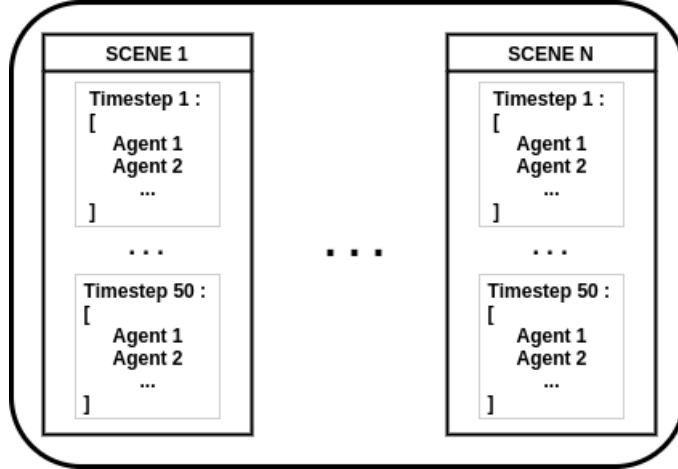 SCENE 1
Timestep 1 :
[
Agent 1
Agent 2
...
]
...
Timestep 50 :
[
Agent 1
Agent 2
...
]
...
SCENE N
Timestep 1 :
[
Agent 1
Agent 2
...
]
...
Timestep 50 :
[
Agent 1
Agent 2
...
]